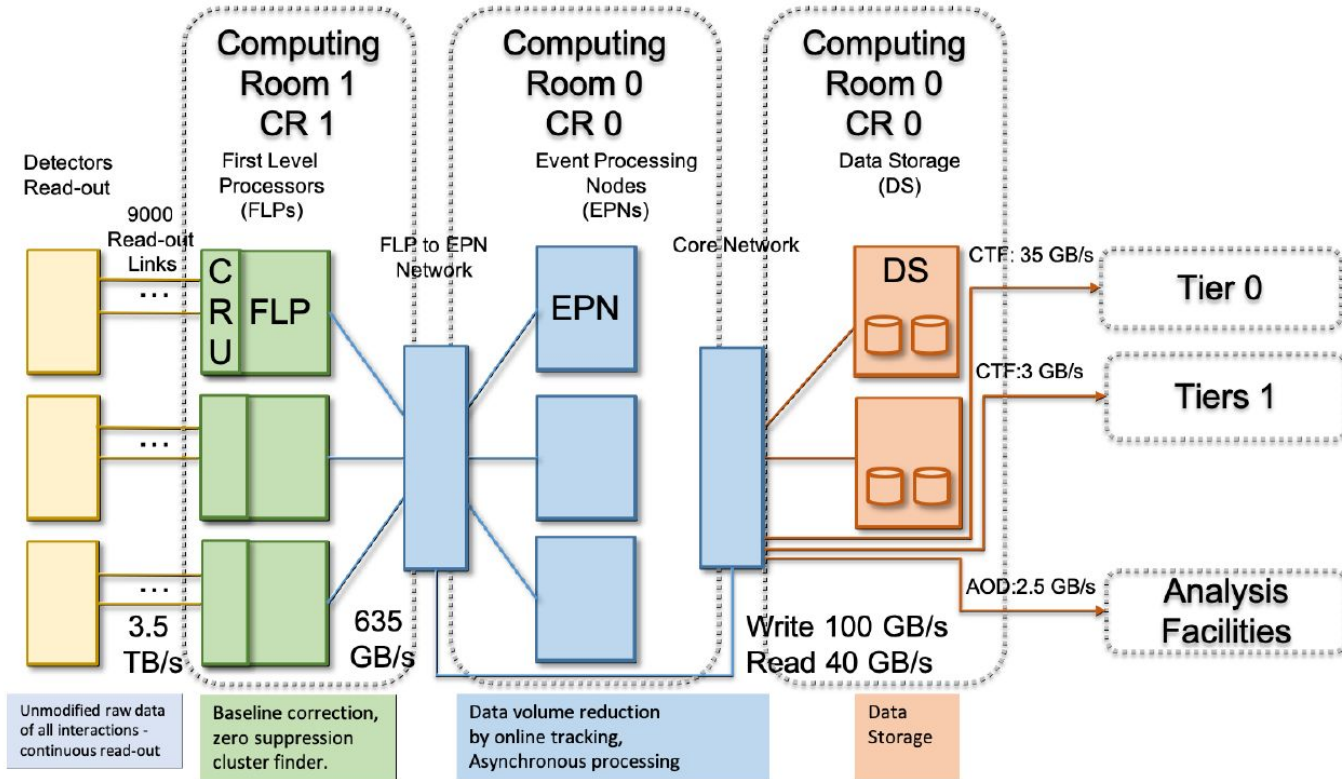 Computing
Room 1
CR 1
Computing
Room 0
CR 0
Computing
Room 0
CR 0
Detectors
Read-out
First Level
Processors
(FLPs)
Event Processing
Nodes
(EPNs)
Data Storage
(DS)
9000
Read-out
Links
FLP to EPN
Network
Core Network
...
C
R
U
FLP
EPN
DS
CTF: 35 GB/s
Tier 0
CTF:3 GB/s
Tiers 1
...
...
AOD:2.5 GB/s
Analysis
Facilities
3.5
TB/s
635
GB/s
Write 100 GB/s
Read 40 GB/s
Unmodified raw data
of all interactions -
continuous read-out
Baseline correction,
zero suppression
cluster finder.
Data volume reduction
by online tracking,
Asynchronous processing
Data
Storage